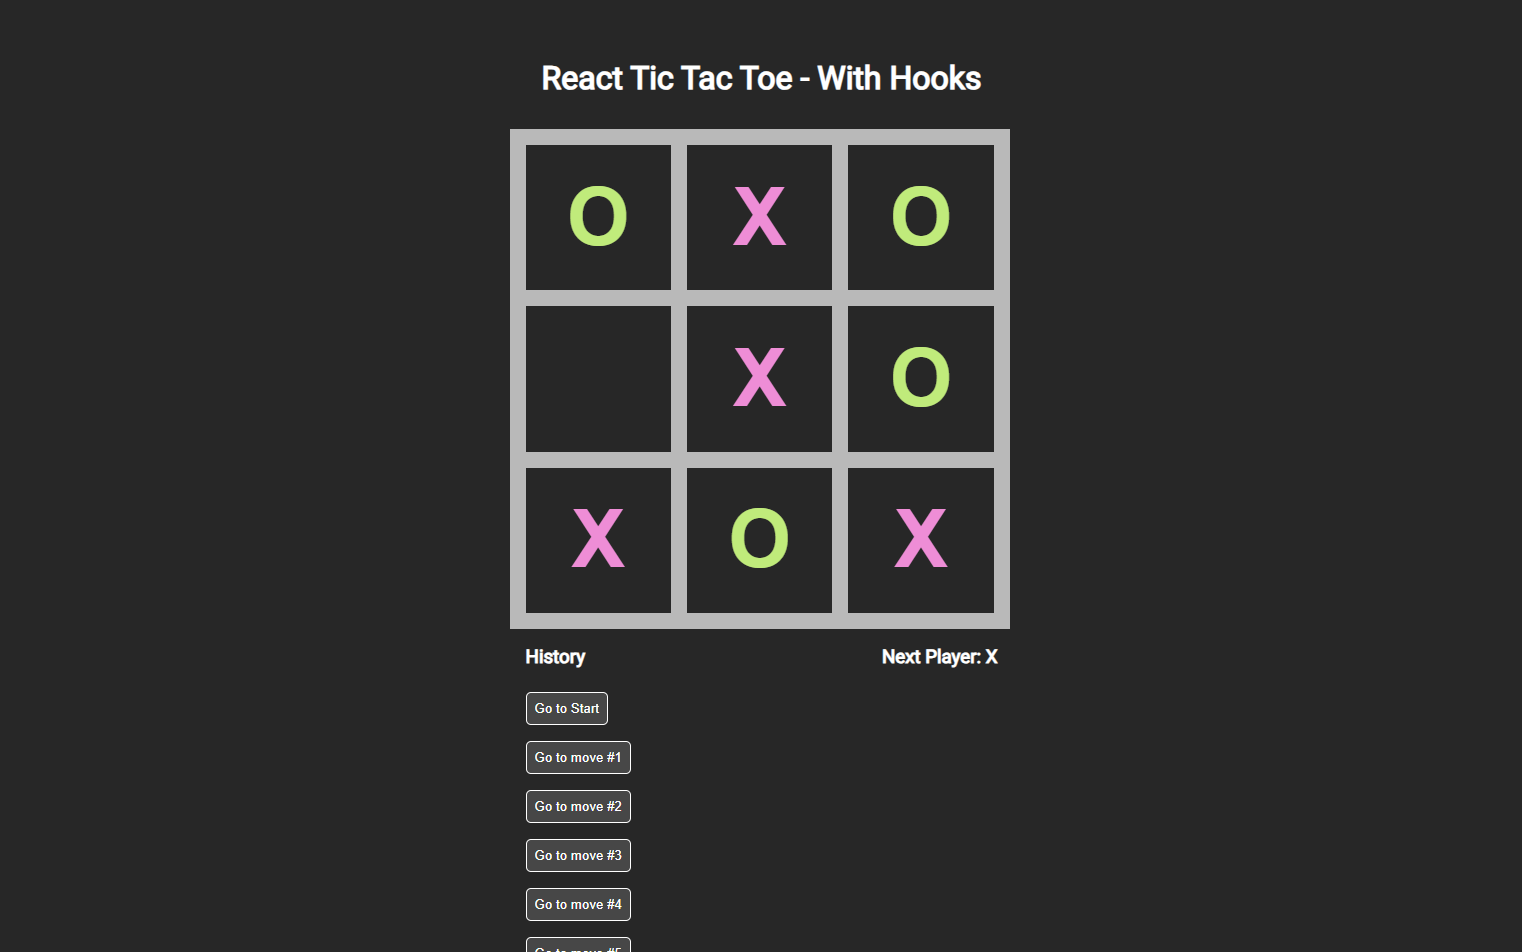 React Tic Tac Toe - With Hooks
O X O
X O
X O X
History
Next Player: X
Go to Start
Go to move #1
Go to move #2
Go to move #3
Go to move #4